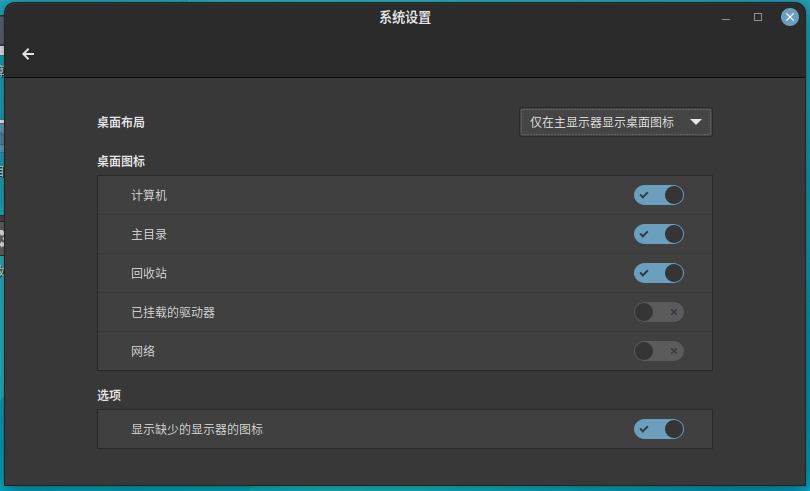 系统设置
桌面布局
仅在主显示器显示桌面图标
桌面图标
计算机
主目录
回收站
已挂载的驱动器
网络
选项
显示缺少的显示器的图标